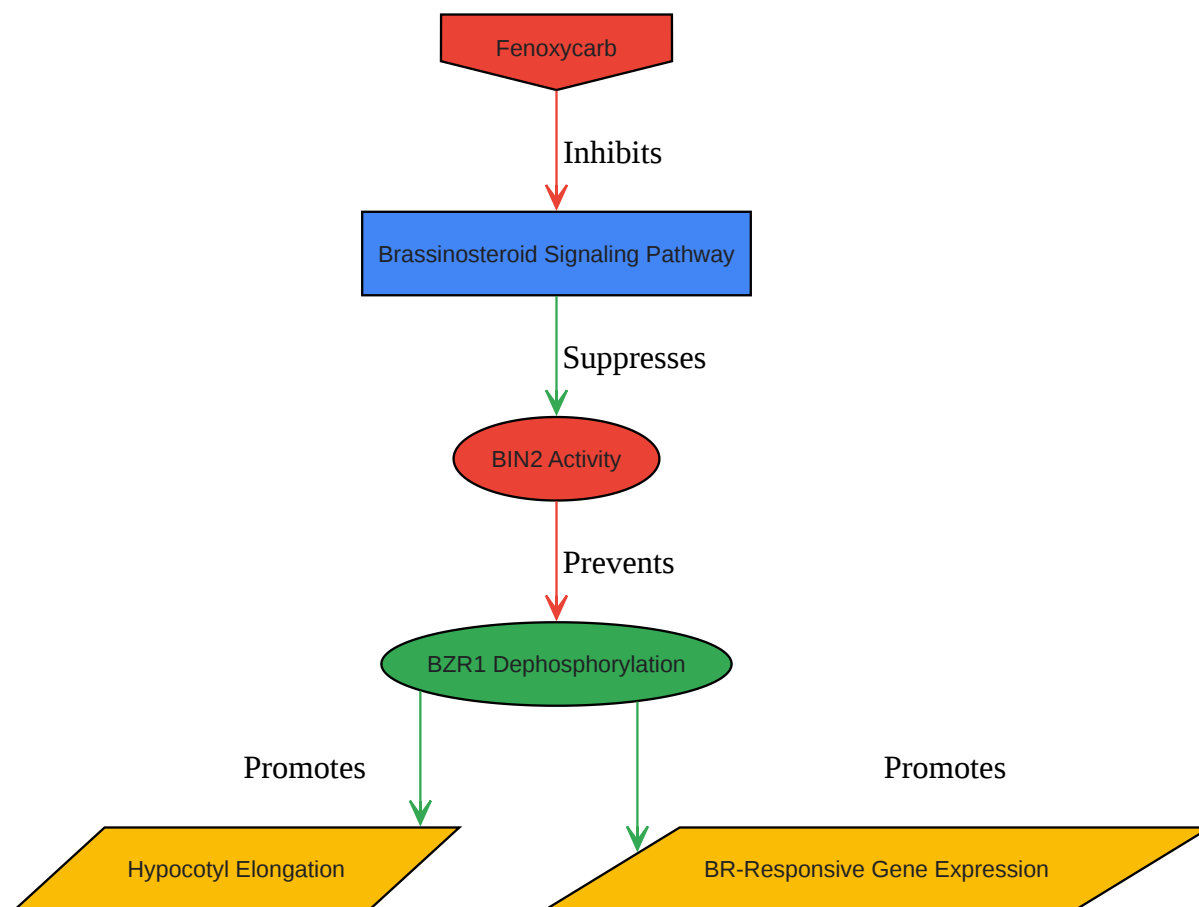 Fenoxycarb
Inhibits
Brassinosteroid Signaling Pathway
Suppresses
BIN2 Activity
Prevents
BZR1 Dephosphorylation
Promotes
Promotes
Hypocotyl Elongation
BR-Responsive Gene Expression